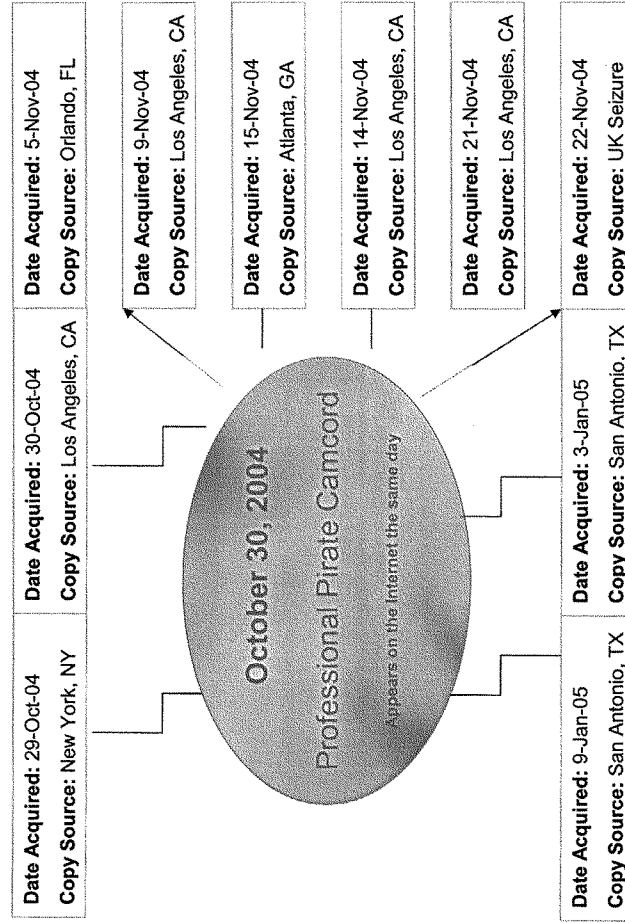 Date Acquired: 29-Oct-04
Copy Source: New York, NY
Date Acquired: 30-Oct-04
Copy Source: Los Angeles, CA
Date Acquired: 5-Nov-04
Copy Source: Orlando, FL
Date Acquired: 9-Nov-04
Copy Source: Los Angeles, CA
Date Acquired: 15-Nov-04
Copy Source: Atlanta, GA
Date Acquired: 14-Nov-04
Copy Source: Los Angeles, CA
Date Acquired: 21-Nov-04
Copy Source: Los Angeles, CA
Date Acquired: 22-Nov-04
Copy Source: UK Seizure
October 30, 2004
Professional Pirate Camcord
Appears on the Internet the same day
Date Acquired: 9-Jan-05
Copy Source: San Antonio, TX
Date Acquired: 3-Jan-05
Copy Source: San Antonio, TX